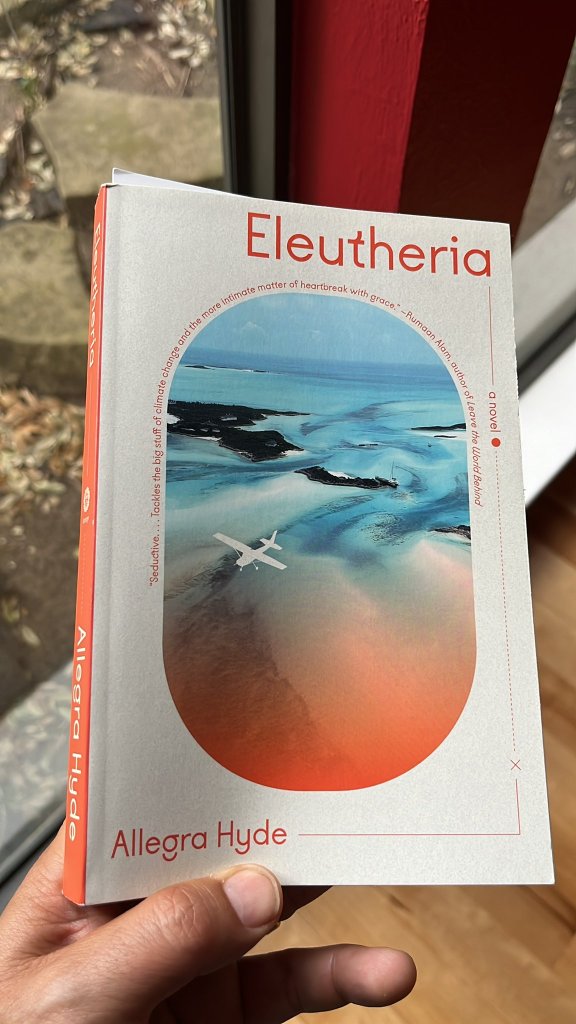 Eleutheria
a novel
"Seductive. . . . Tackles the big stuff of climate change and the more intimate matter of heartbreak with grace." —Rumaan Alam, author of Leave the World Behind
Allegra Hyde
Eleutheria
Allegra Hyde